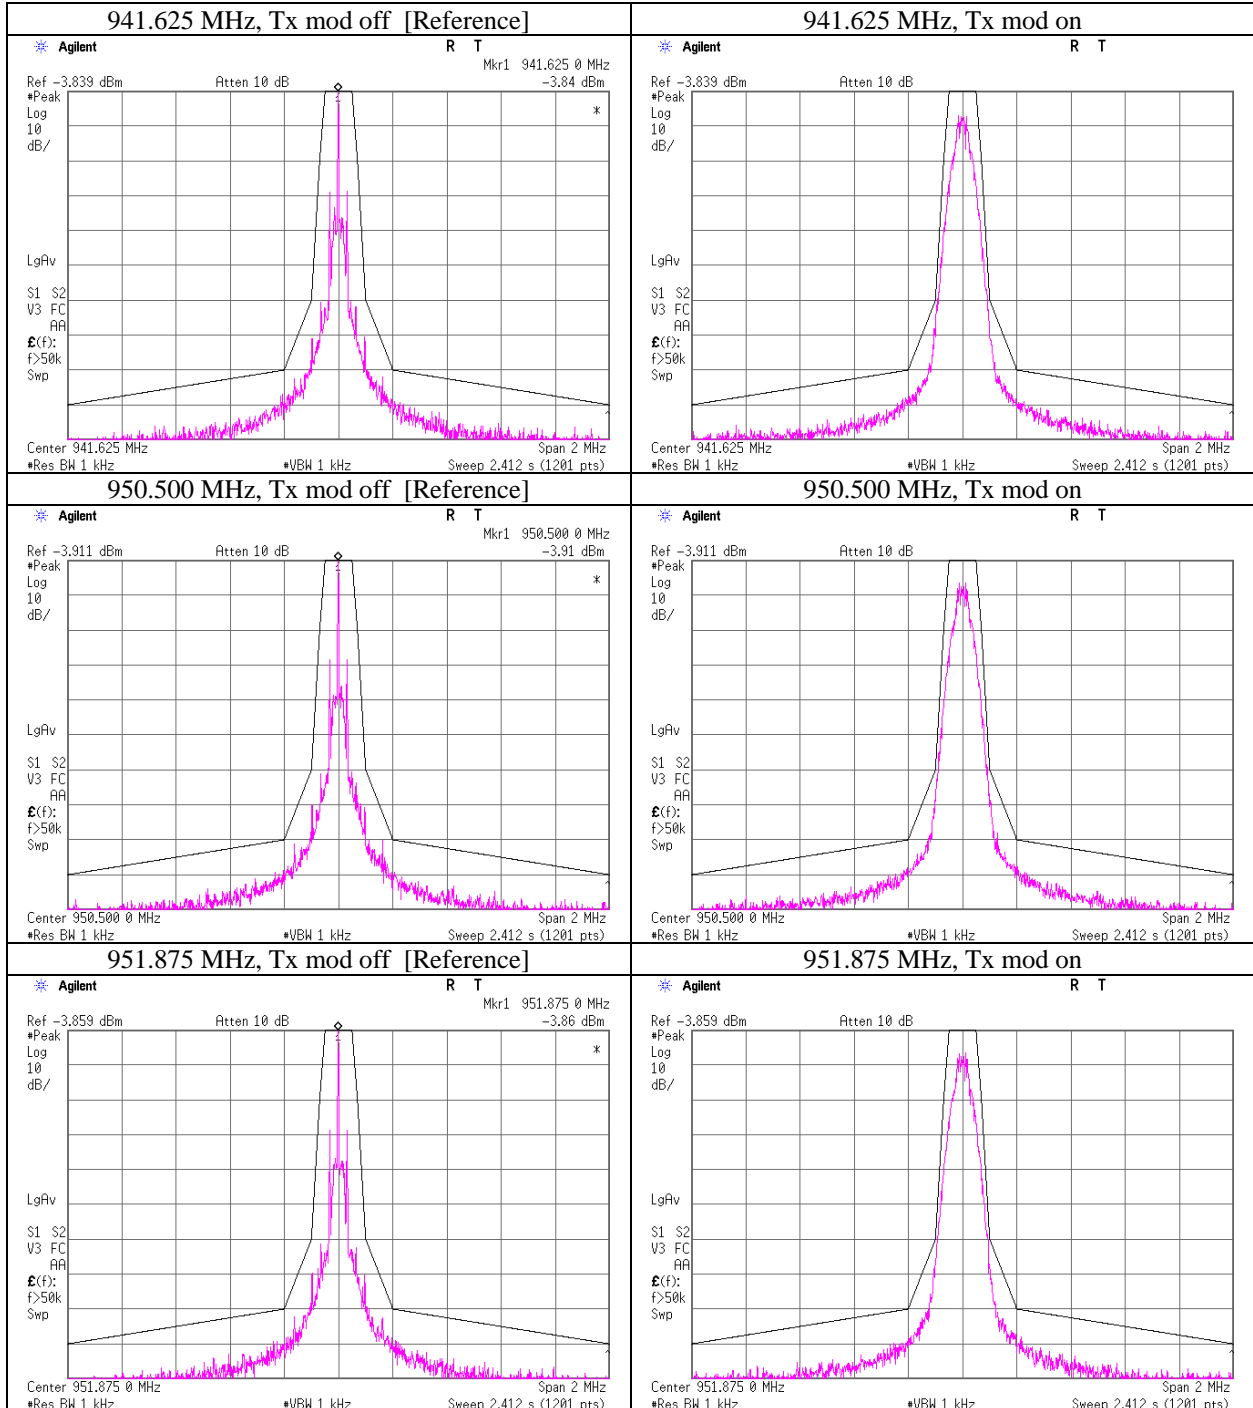 941.625 MHz, Tx mod off [Reference]
941.625 MHz, Tx mod on
Agilent R T
Mkr1 941.625 0 MHz
Ref -3.839 dBm Atten 10 dB -3.84 dBm
#Peak
Log
10
dB/
*
1
LgAv
S1 S2
V3 FC
AA
£(f):
f>50k
Swp
Center 941.625 MHz Span 2 MHz
#Res BW 1 kHz #VBW 1 kHz Sweep 2.412 s (1201 pts)
Agilent R T
Ref -3.839 dBm Atten 10 dB
#Peak
Log
10
dB/
LgAv
S1 S2
V3 FC
AA
£(f):
f>50k
Swp
Center 941.625 MHz Span 2 MHz
#Res BW 1 kHz #VBW 1 kHz Sweep 2.412 s (1201 pts)
950.500 MHz, Tx mod off [Reference]
950.500 MHz, Tx mod on
Agilent R T
Mkr1 950.500 0 MHz
Ref -3.911 dBm Atten 10 dB -3.91 dBm
#Peak
Log
10
dB/
*
1
LgAv
S1 S2
V3 FC
AA
£(f):
f>50k
Swp
Center 950.500 0 MHz Span 2 MHz
#Res BW 1 kHz #VBW 1 kHz Sweep 2.412 s (1201 pts)
Agilent R T
Ref -3.911 dBm Atten 10 dB
#Peak
Log
10
dB/
LgAv
S1 S2
V3 FC
AA
£(f):
f>50k
Swp
Center 950.500 0 MHz Span 2 MHz
#Res BW 1 kHz #VBW 1 kHz Sweep 2.412 s (1201 pts)
951.875 MHz, Tx mod off [Reference]
951.875 MHz, Tx mod on
Agilent R T
Mkr1 951.875 0 MHz
Ref -3.859 dBm Atten 10 dB -3.86 dBm
#Peak
Log
10
dB/
*
1
LgAv
S1 S2
V3 FC
AA
£(f):
f>50k
Swp
Center 951.875 0 MHz Span 2 MHz
#Res BW 1 kHz #VBW 1 kHz Sweep 2.412 s (1201 pts)
Agilent R T
Ref -3.859 dBm Atten 10 dB
#Peak
Log
10
dB/
LgAv
S1 S2
V3 FC
AA
£(f):
f>50k
Swp
Center 951.875 0 MHz Span 2 MHz
#Res BW 1 kHz #VBW 1 kHz Sweep 2.412 s (1201 pts)